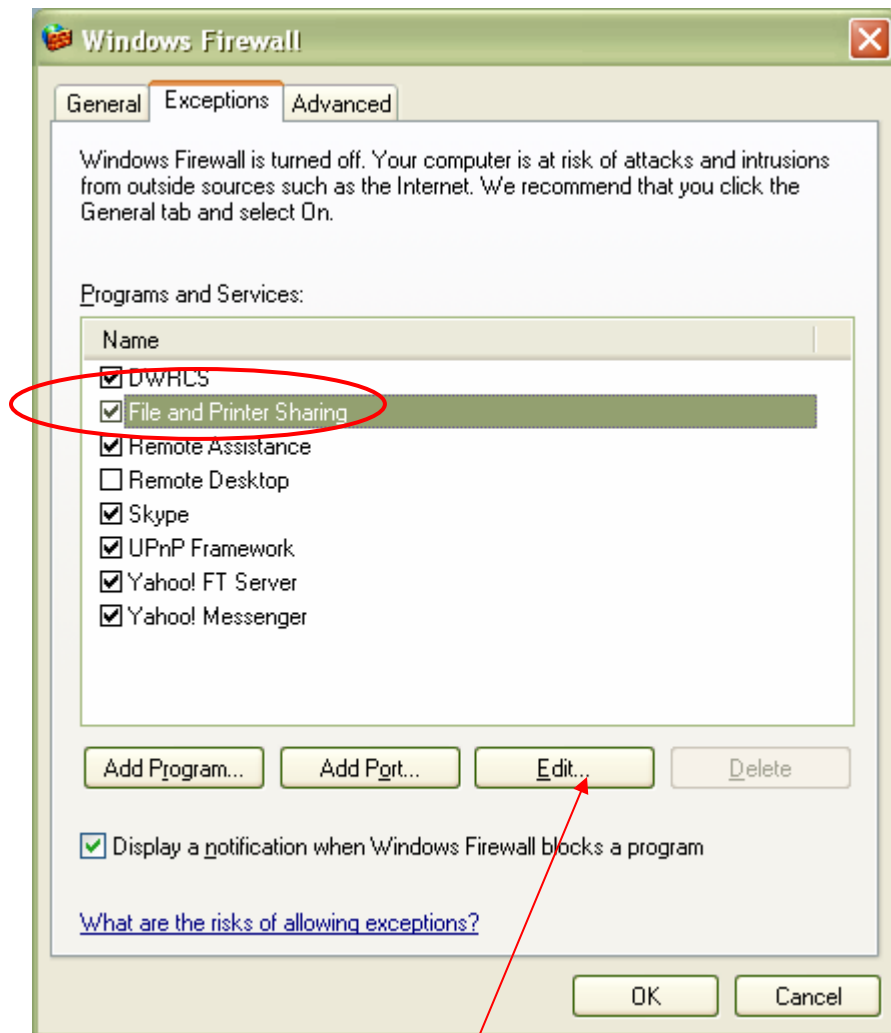 Windows Firewall
General Exceptions Advanced
Windows Firewall is turned off. Your computer is at risk of attacks and intrusions
from outside sources such as the Internet. We recommend that you click the
General tab and select On.
Programs and Services:
Name
DWRCS
File and Printer Sharing
Remote Assistance
Remote Desktop
Skype
UPnP Framework
Yahoo! FT Server
Yahoo! Messenger
Add Program... Add Port... Edit... Delete
Display a notification when Windows Firewall blocks a program
What are the risks of allowing exceptions?
OK Cancel